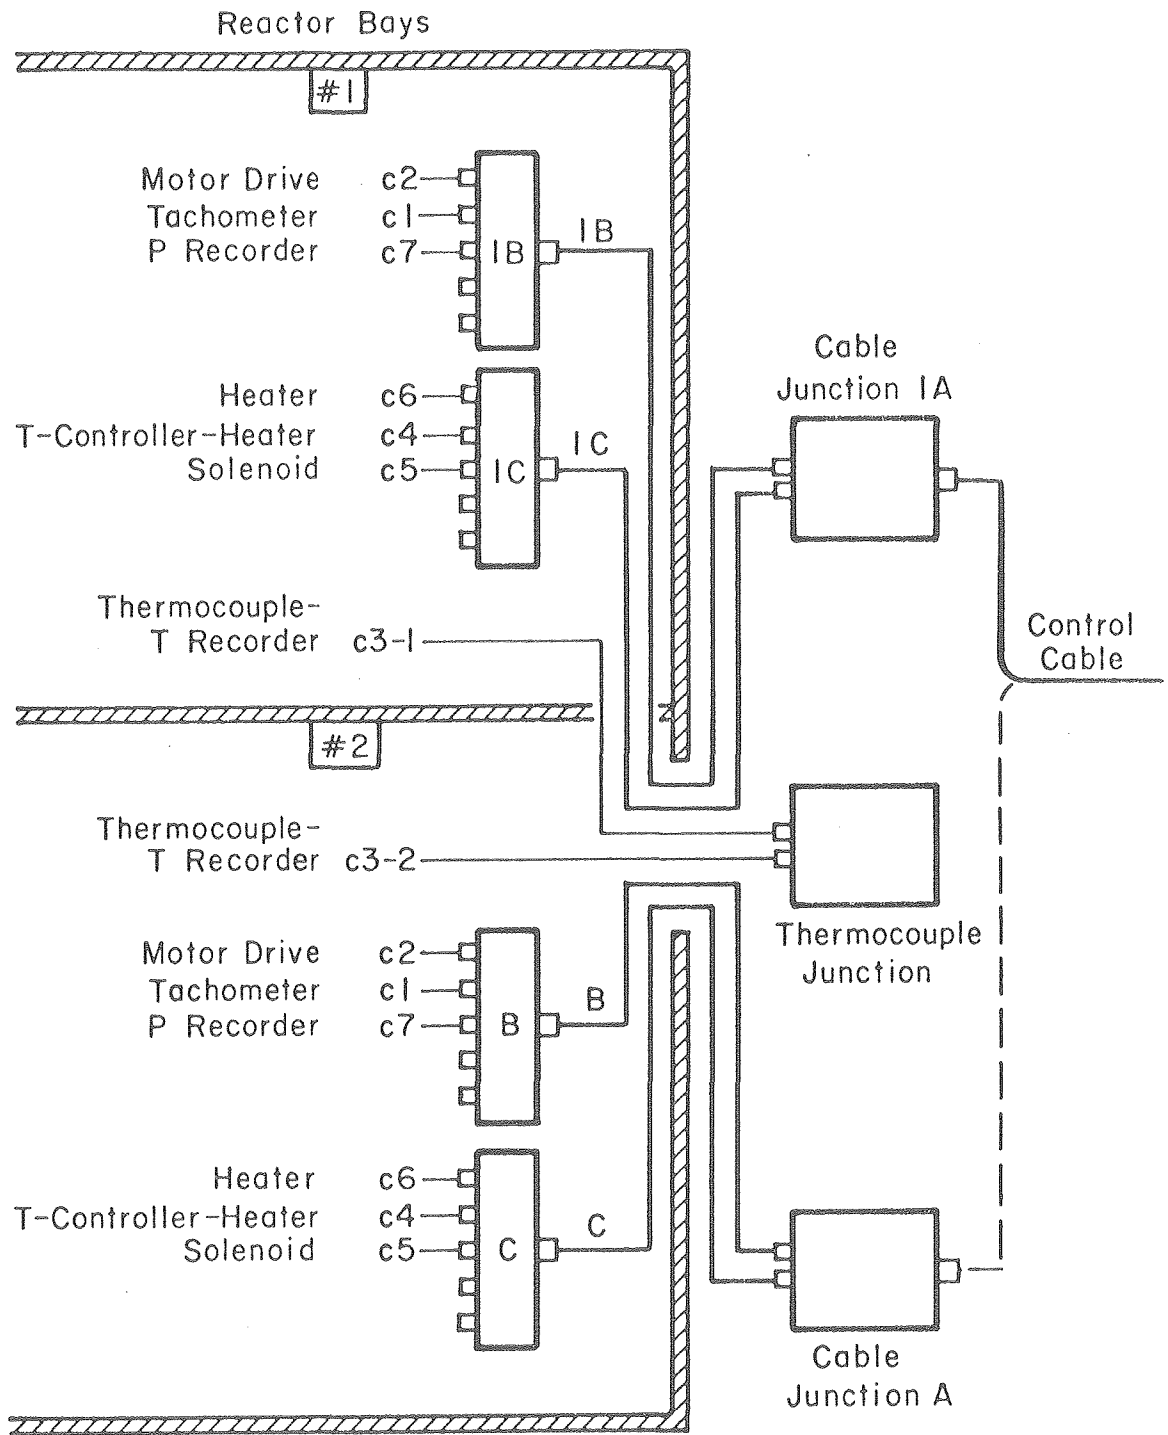 Reactor Bays
#1
Motor Drive c2
Tachometer c1
P Recorder c7
1B
1B
Heater c6
T-Controller-Heater c4
Solenoid c5
1C
1C
Cable
Junction 1A
Thermocouple-
T Recorder c3-1
Control
Cable
#2
Thermocouple-
T Recorder c3-2
Thermocouple
Junction
Motor Drive c2
Tachometer c1
P Recorder c7
B
B
Heater c6
T-Controller-Heater c4
Solenoid c5
C
C
Cable
Junction A